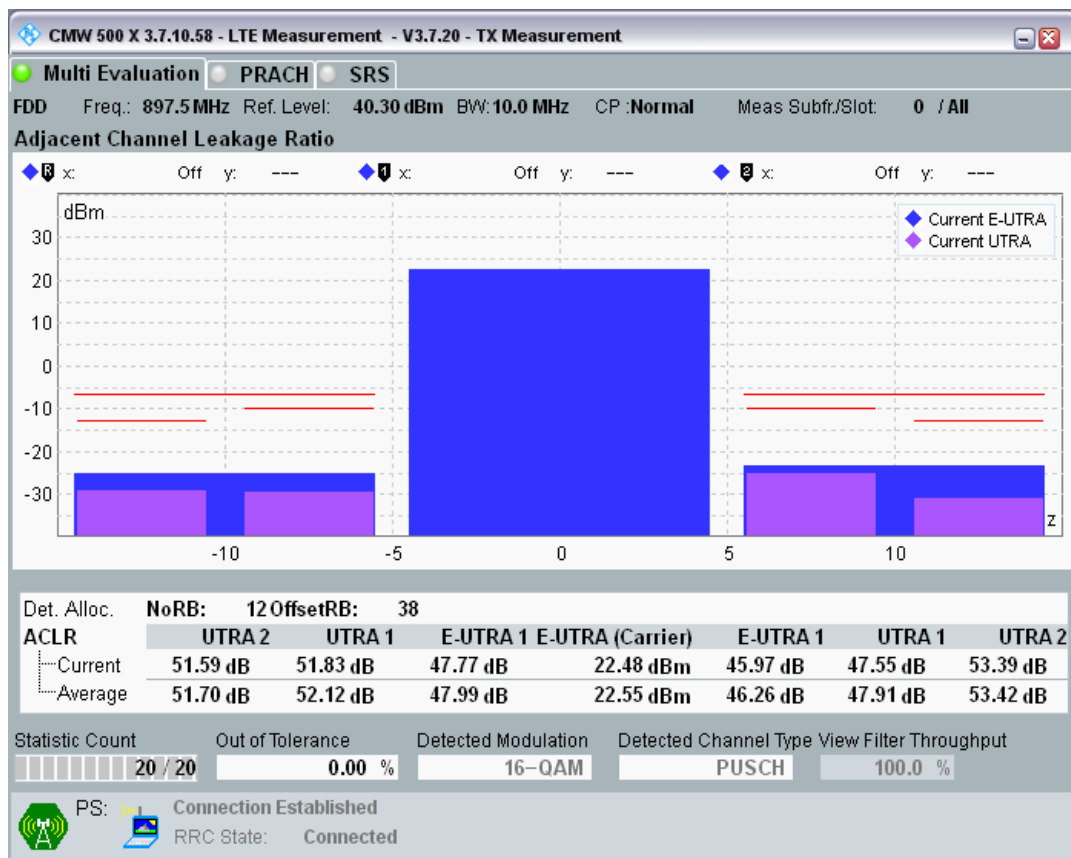 CMW 500 X 3.7.10.58 - LTE Measurement - V3.7.20 - TX Measurement
Multi Evaluation PRACH SRS
FDD Freq.: 897.5 MHz Ref. Level: 40.30 dBm BW: 10.0 MHz CP :Normal Meas Subfr./Slot: 0 / All
Adjacent Channel Leakage Ratio
R x: Off y: --- 1 x: Off y: --- 2 x: Off y: ---
dBm
Current E-UTRA
Current UTRA
30
20
10
0
-10
-20
-30
z
-10 -5 0 5 10
Det. Alloc. NoRB: 12 OffsetRB: 38
ACLR UTRA 2 UTRA 1 E-UTRA 1 E-UTRA (Carrier) E-UTRA 1 UTRA 1 UTRA 2
Current 51.59 dB 51.83 dB 47.77 dB 22.48 dBm 45.97 dB 47.55 dB 53.39 dB
Average 51.70 dB 52.12 dB 47.99 dB 22.55 dBm 46.26 dB 47.91 dB 53.42 dB
Statistic Count Out of Tolerance Detected Modulation Detected Channel Type View Filter Throughput
20 / 20 0.00 % 16-QAM PUSCH 100.0 %
PS: Connection Established
RRC State: Connected